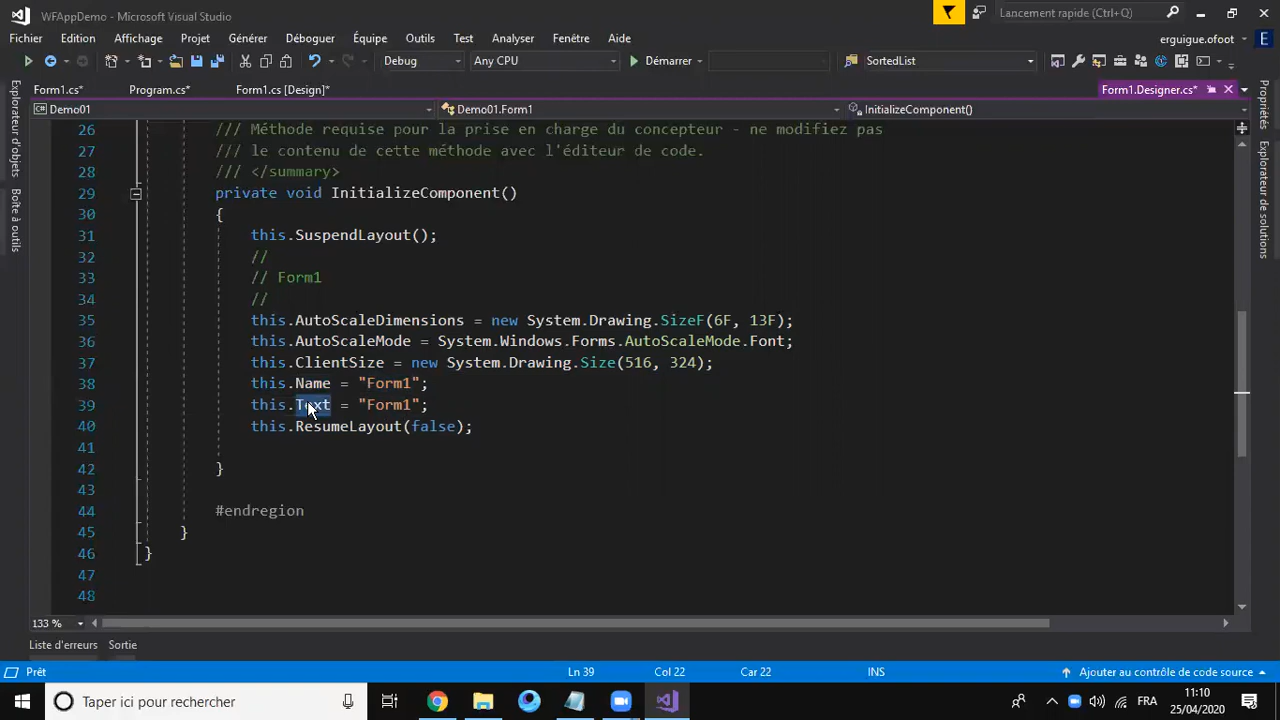 WFAppDemo - Microsoft Visual Studio
Lancement rapide (Ctrl+Q)
Fichier Edition Affichage Projet Générer Déboguer Équipe Outils Test Analyser Fenêtre Aide
erguigue.ofoot E
Debug Any CPU Démarrer SortedList
Form1.cs* Program.cs* Form1.cs [Design]* Form1.Designer.cs*
Demo01 Demo01.Form1 InitializeComponent()
Explorateur d'objets
Boîte à outils
Propriétés
Explorateur de solutions
26 /// Méthode requise pour la prise en charge du concepteur - ne modifiez pas
27 /// le contenu de cette méthode avec l'éditeur de code.
28 /// </summary>
29 private void InitializeComponent()
30 {
31 this.SuspendLayout();
32 //
33 // Form1
34 //
35 this.AutoScaleDimensions = new System.Drawing.SizeF(6F, 13F);
36 this.AutoScaleMode = System.Windows.Forms.AutoScaleMode.Font;
37 this.ClientSize = new System.Drawing.Size(516, 324);
38 this.Name = "Form1";
39 this.Text = "Form1";
40 this.ResumeLayout(false);
41
42 }
43
44 #endregion
45 }
46 }
47
48
133 %
Liste d'erreurs Sortie
Prêt Ln 39 Col 22 Car 22 INS Ajouter au contrôle de code source
Taper ici pour rechercher
FRA
11:10
25/04/2020